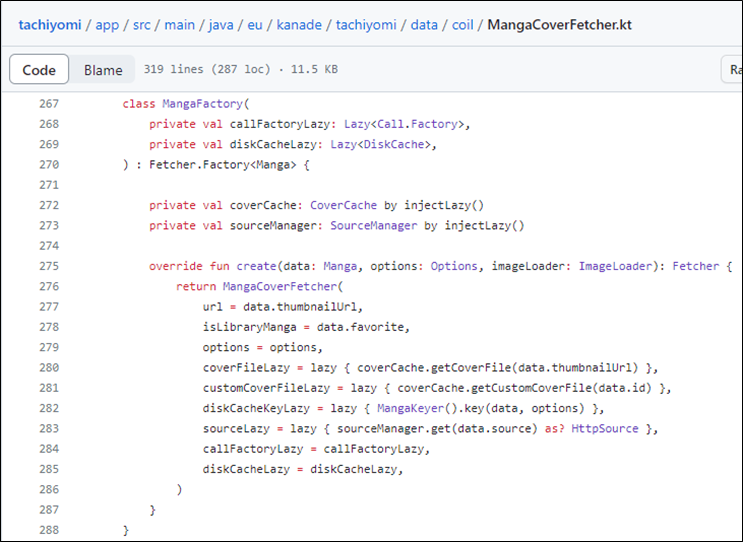 tachiyomi / app / src / main / java / eu / kanade / tachiyomi / data / coil / MangaCoverFetcher.kt
Code Blame 319 lines (287 loc) · 11.5 KB
267 class MangaFactory(
268 private val callFactoryLazy: Lazy<Call.Factory>,
269 private val diskCacheLazy: Lazy<DiskCache>,
270 ) : Fetcher.Factory<Manga> {
271
272 private val coverCache: CoverCache by injectLazy()
273 private val sourceManager: SourceManager by injectLazy()
274
275 override fun create(data: Manga, options: Options, imageLoader: ImageLoader): Fetcher {
276 return MangaCoverFetcher(
277 url = data.thumbnailUrl,
278 isLibraryManga = data.favorite,
279 options = options,
280 coverFileLazy = lazy { coverCache.getCoverFile(data.thumbnailUrl) },
281 customCoverFileLazy = lazy { coverCache.getCustomCoverFile(data.id) },
282 diskCacheKeyLazy = lazy { MangaKeyer().key(data, options) },
283 sourceLazy = lazy { sourceManager.get(data.source) as? HttpSource },
284 callFactoryLazy = callFactoryLazy,
285 diskCacheLazy = diskCacheLazy,
286 )
287 }
288 }